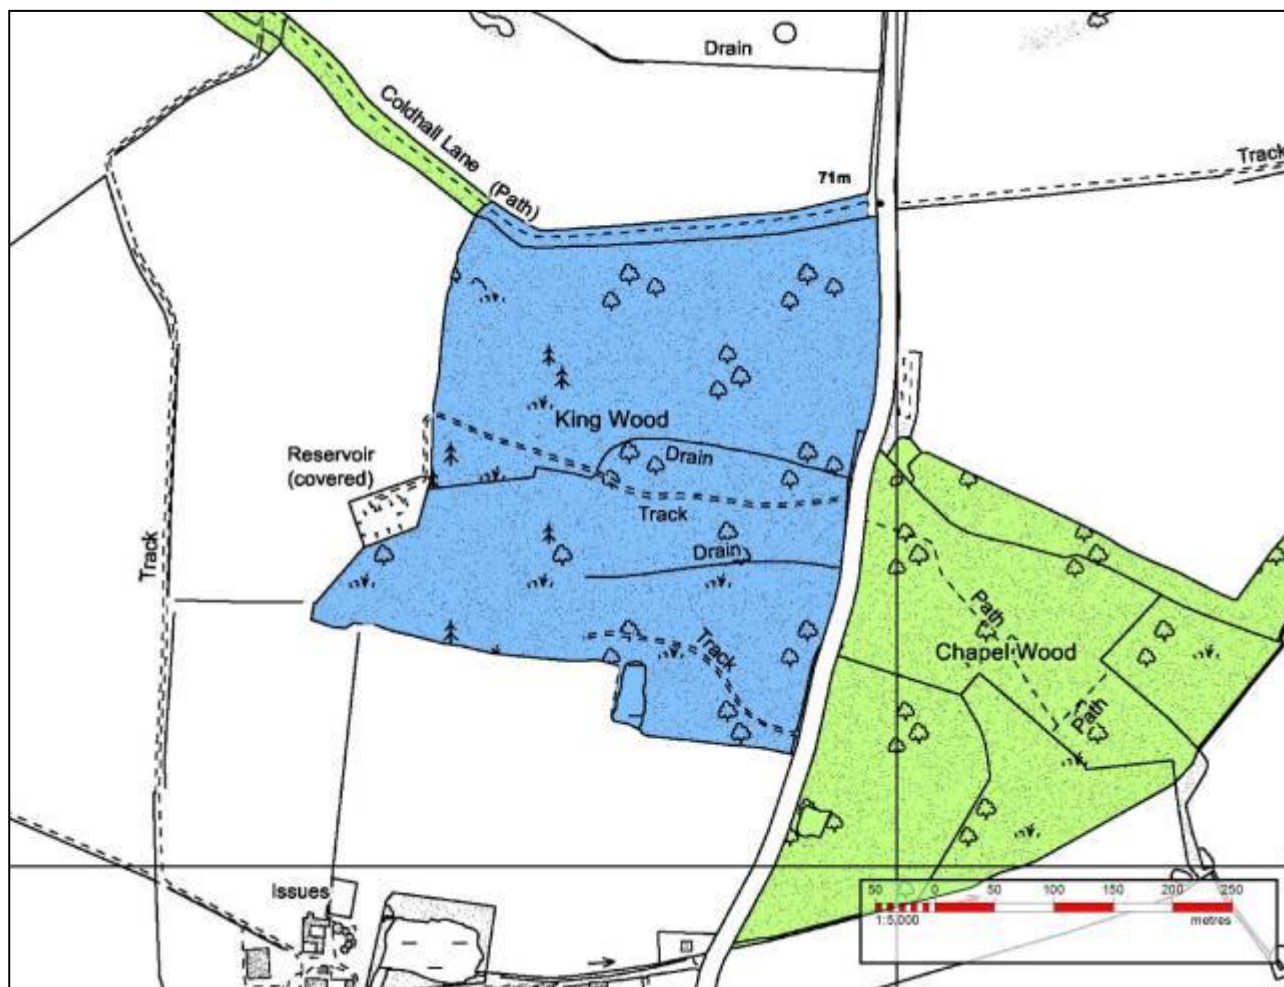 Drain
Coldhall Lane
(Path)
71m
Track
King Wood
Drain
Reservoir
(covered)
Track
Drain
Track
Path
Track
Chapel Wood
Path
Issues
50 0 50 100 150 200 250
1:5,000 metres